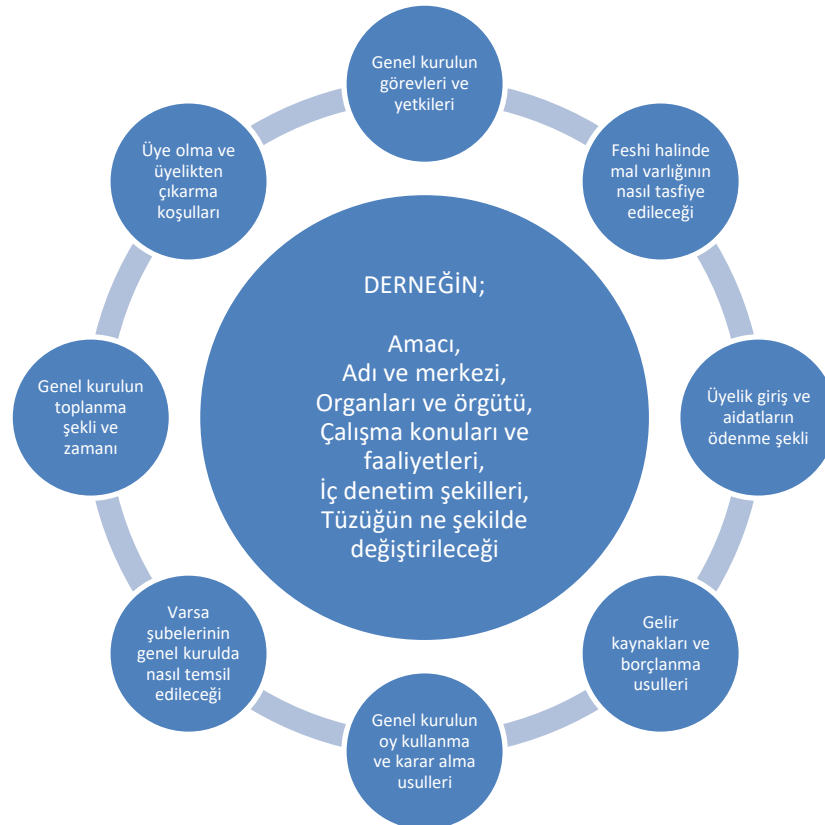 Genel kurulun
görevleri ve
yetkileri
Feshi halinde
mal varlığının
nasıl tasfiye
edileceği
Üyelik giriş ve
aidatların
ödenme şekli
Gelir
kaynakları ve
borçlanma
usulleri
Genel kurulun
oy kullanma
ve karar alma
usulleri
Varsa
şubelerinin
genel kurulda
nasıl temsil
edileceği
Genel kurulun
toplanma
şekli ve
zamanı
Üye olma ve
üyelikten
çıkarma
koşulları
DERNEĞİN;
Amacı,
Adı ve merkezi,
Organları ve örgütü,
Çalışma konuları ve
faaliyetleri,
İç denetim şekilleri,
Tüzüğün ne şekilde
değiştirileceği